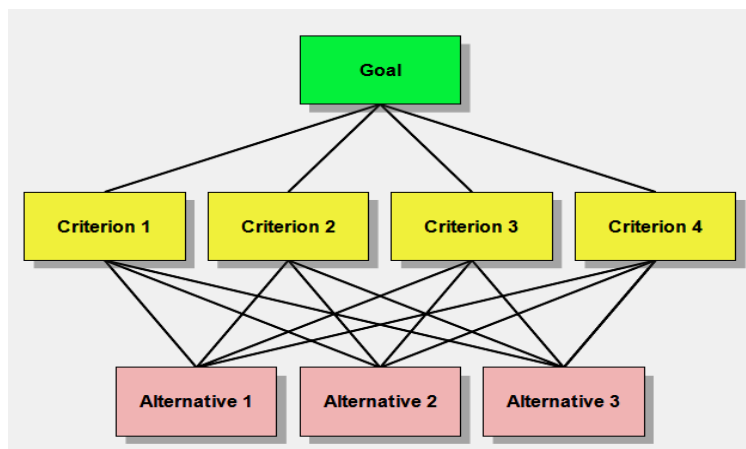 Goal
Criterion 1
Criterion 2
Criterion 3
Criterion 4
Alternative 1
Alternative 2
Alternative 3